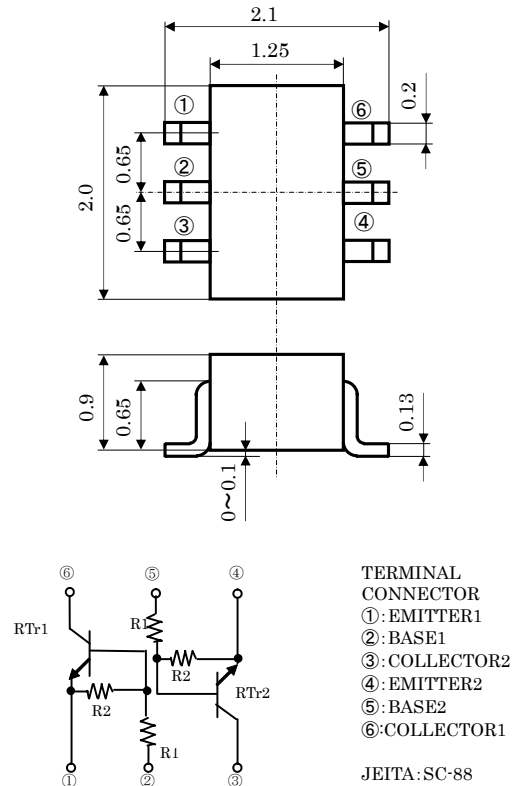 2.1
1.25
①
⑥
0.2
0.65
②
⑤
2.0
0.65
③
④
0.9
0.65
0.13
0~0.1
⑥
⑤
④
RTr1
R1
R2
RTr2
R2
R1
①
②
③
TERMINAL
CONNECTOR
①:EMITTER1
②:BASE1
③:COLLECTOR2
④:EMITTER2
⑤:BASE2
⑥:COLLECTOR1
JEITA:SC-88